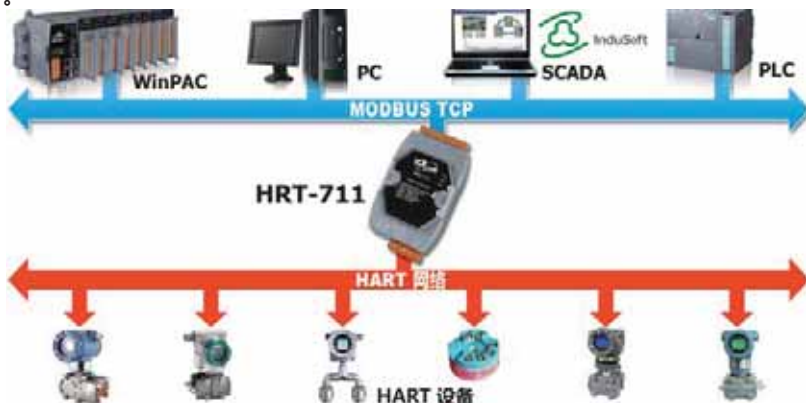 。
InduSoft
WinPAC
PC
SCADA
PLC
MODBUS TCP
HRT-711
HART 网络
HART 设备